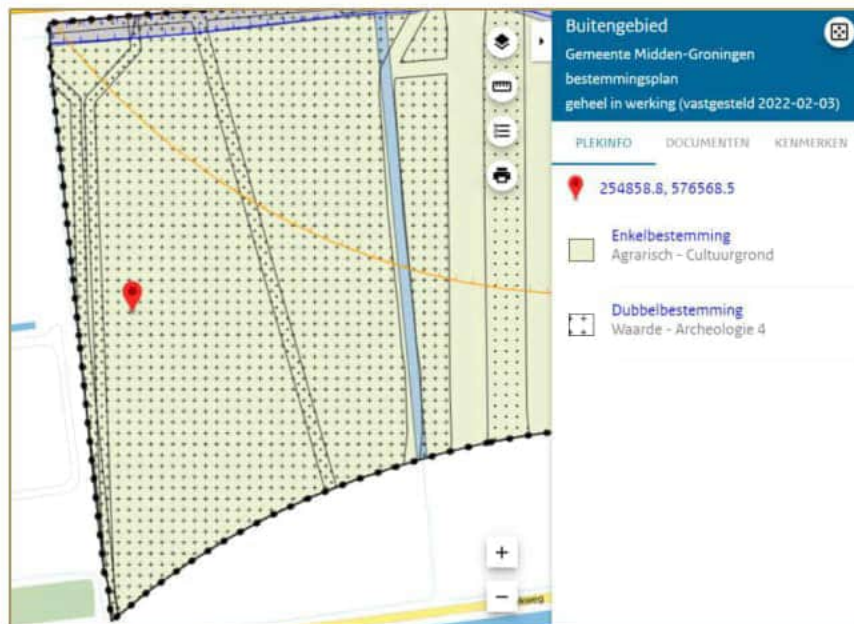 Buitengebied
Gemeente Midden-Groningen
bestemmingsplan
geheel in werking (vastgesteld 2022-02-03)
PLEKINFO DOCUMENTEN KENMERKEN
254858.8, 576568.5
Enkelbestemming
Agrarisch - Cultuurgrond
Dubbelbestemming
Waarde - Archeologie 4